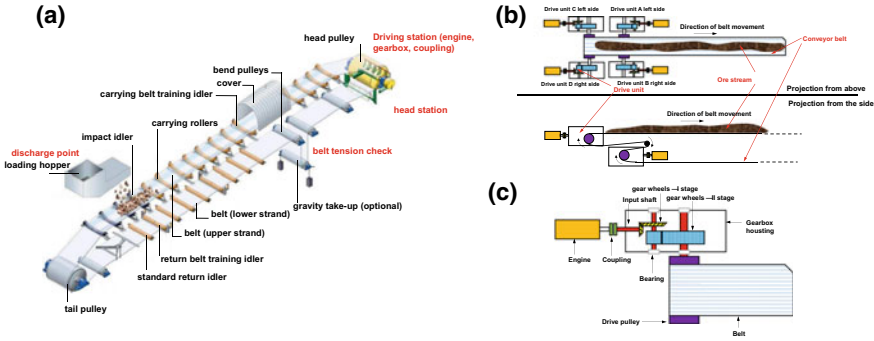 (a)
head pulley
Driving station (engine,
gearbox, coupling)
bend pulleys
cover
carrying belt training idler
carrying rollers
impact idler
discharge point
loading hopper
head station
belt tension check
gravity take-up (optional)
belt (lower strand)
belt (upper strand)
return belt training idler
standard return idler
tail pulley
(b)
Drive unit C left side
Drive unit A left side
Direction of belt movement
Conveyor belt
Drive unit D right side
Drive unit B right side
Drive unit
Ore stream
Projection from above
Projection from the side
Direction of belt movement
(c)
gear wheels —I stage
Input shaft
gear wheels —II stage
Gearbox
housting
Engine
Coupling
Bearing
Drive pulley
Belt